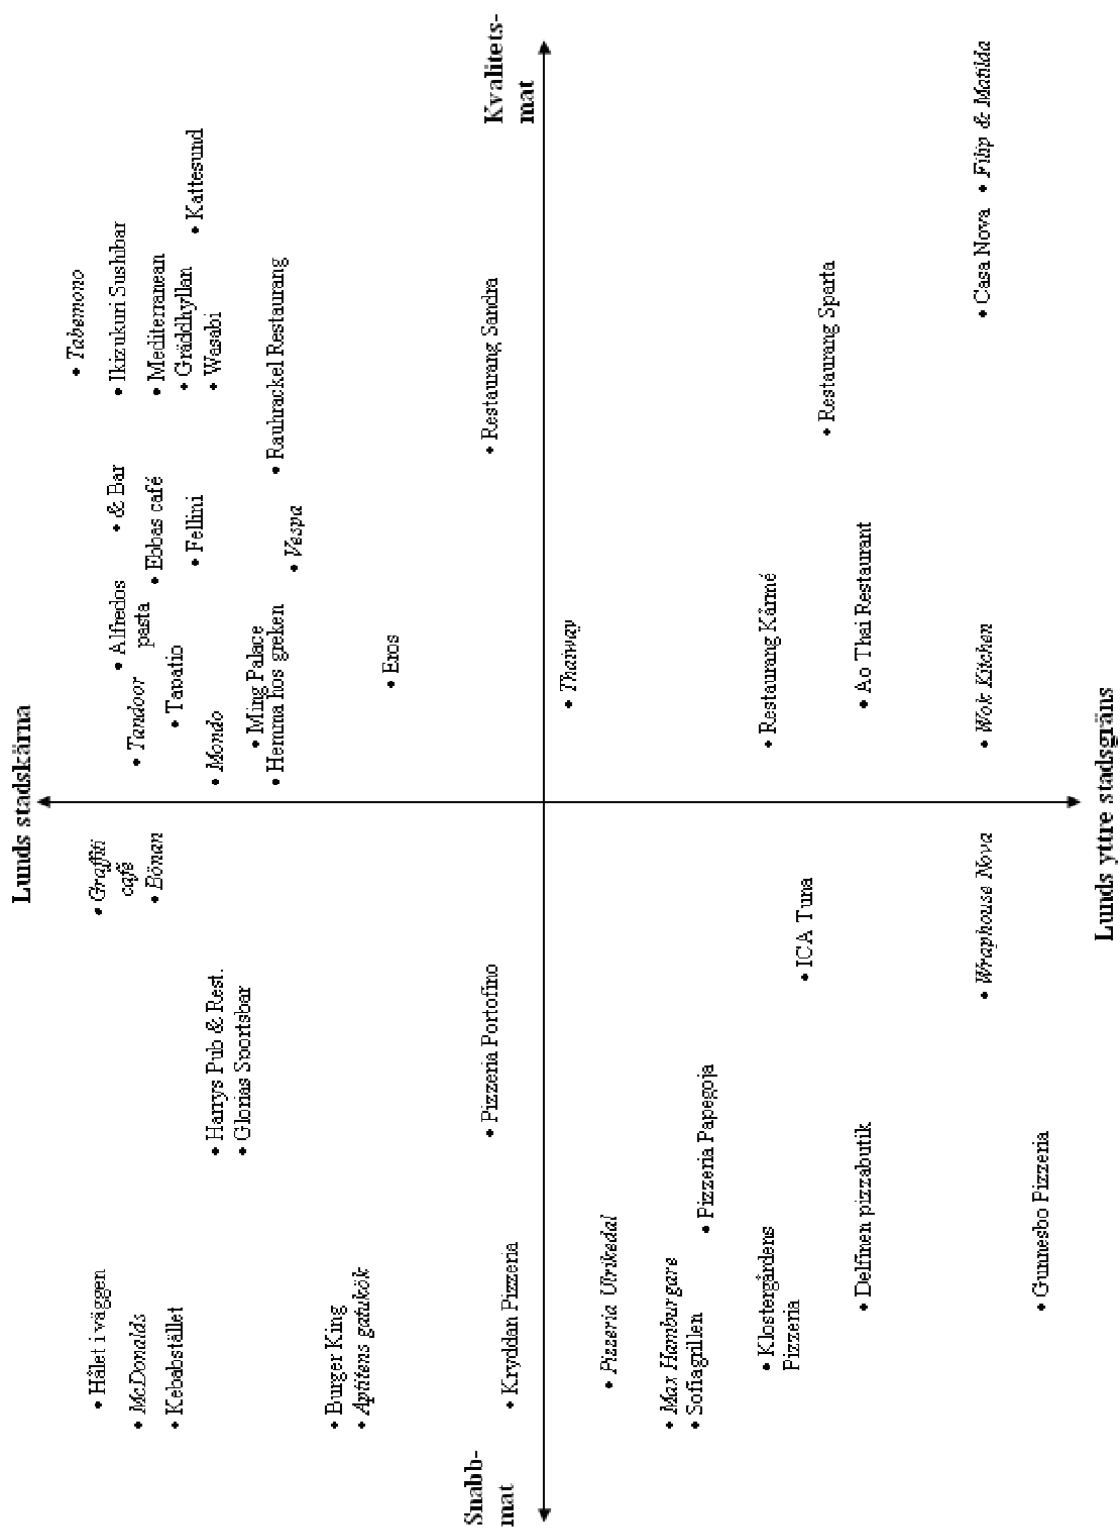 Lunds stadskärna
Kvalitets-
mat
Snabb-
mat
Lunds yttre stadsgräns
• Hålet i väggen
• McDonalds
• Kebabstället
• Burger King
• Aptitens gatukök
• Kryddan Pizzeria
• Harrys Pub & Rest.
• Glorias Sportsbar
• Pizzeria Portofino
• Graffiti
café
• Bönan
• Tabemono
• Ikizukuri Sushibar
• Mediterranean
• Gräddhyllan
• Wasabi
• Kattesund
• & Bar
• Ebbas café
• Fellini
• Rauhrackel Restaurang
• Vespa
• Alfredos
pasta
• Tandoor
• Tapatio
• Mondo
• Ming Palace
• Hemma hos greken
• Eros
• Restaurang Sandra
• Pizzeria Ulrikedal
• Max Hamburgare
• Sofiagrillen
• Pizzeria Papegoja
• Klostergårdens
Pizzeria
• Delfinen pizzabutik
• Gunnesbo Pizzeria
• ICA Tuna
• Wraphouse Nova
• Thaiway
• Restaurang Kärmé
• Ao Thai Restaurant
• Wok Kitchen
• Restaurang Sparta
• Casa Nova
• Filip & Matilda